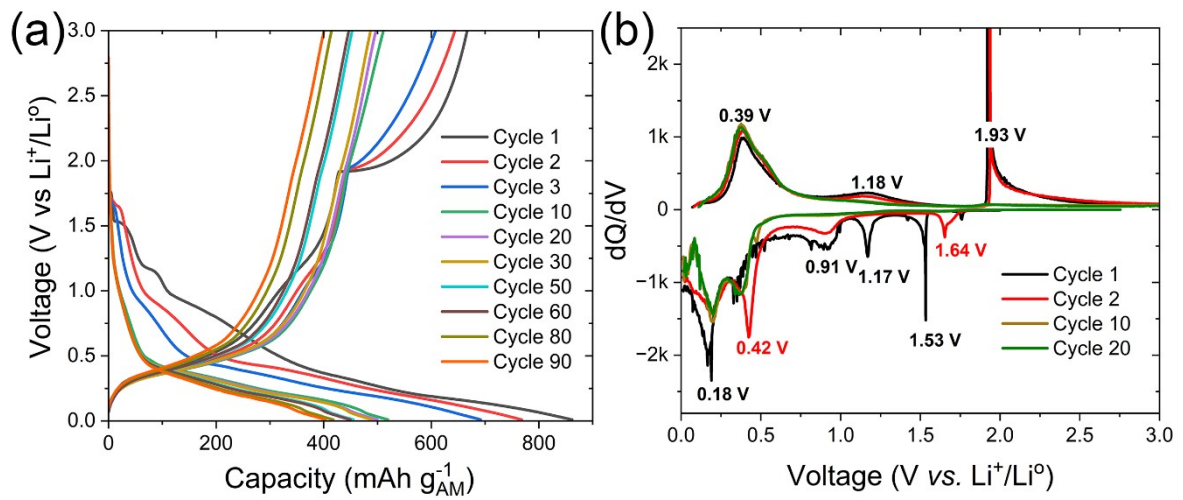 (a)
3.0
2.5
2.0
1.5
1.0
0.5
0.0
Voltage (V vs Li⁺/Li⁰)
0
200
400
600
800
Capacity (mAh g⁻¹AM)
Cycle 1
Cycle 2
Cycle 3
Cycle 10
Cycle 20
Cycle 30
Cycle 50
Cycle 60
Cycle 80
Cycle 90
(b)
2k
1k
0
−1k
−2k
dQ/dV
0.39 V
1.18 V
1.93 V
0.91 V
1.17 V
1.64 V
0.42 V
1.53 V
0.18 V
Cycle 1
Cycle 2
Cycle 10
Cycle 20
0.0
0.5
1.0
1.5
2.0
2.5
3.0
Voltage (V vs. Li⁺/Li⁰)